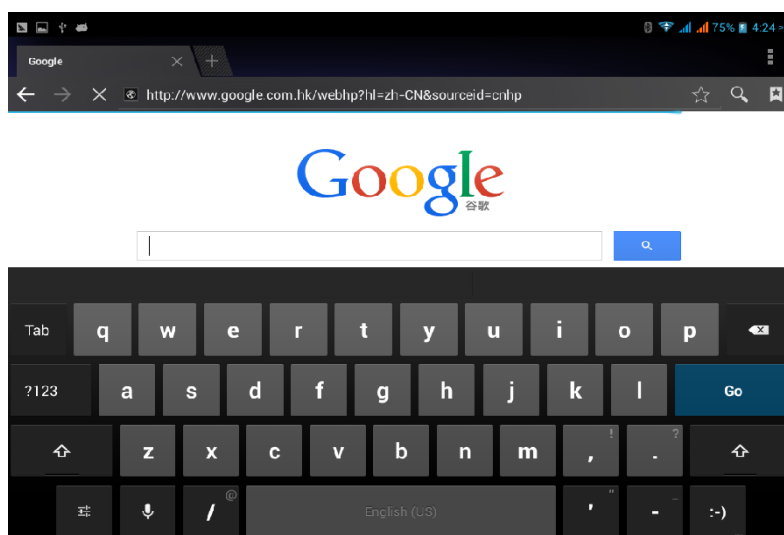 75% 4:24
Google
http://www.google.com.hk/webhp?hl=zh-CN&sourceid=cnhp
Google
谷歌
Tab q w e r t y u i o p
?123 a s d f g h j k l Go
z x c v b n m , ! . ?
/ @ English (US) ' " - _ :-)